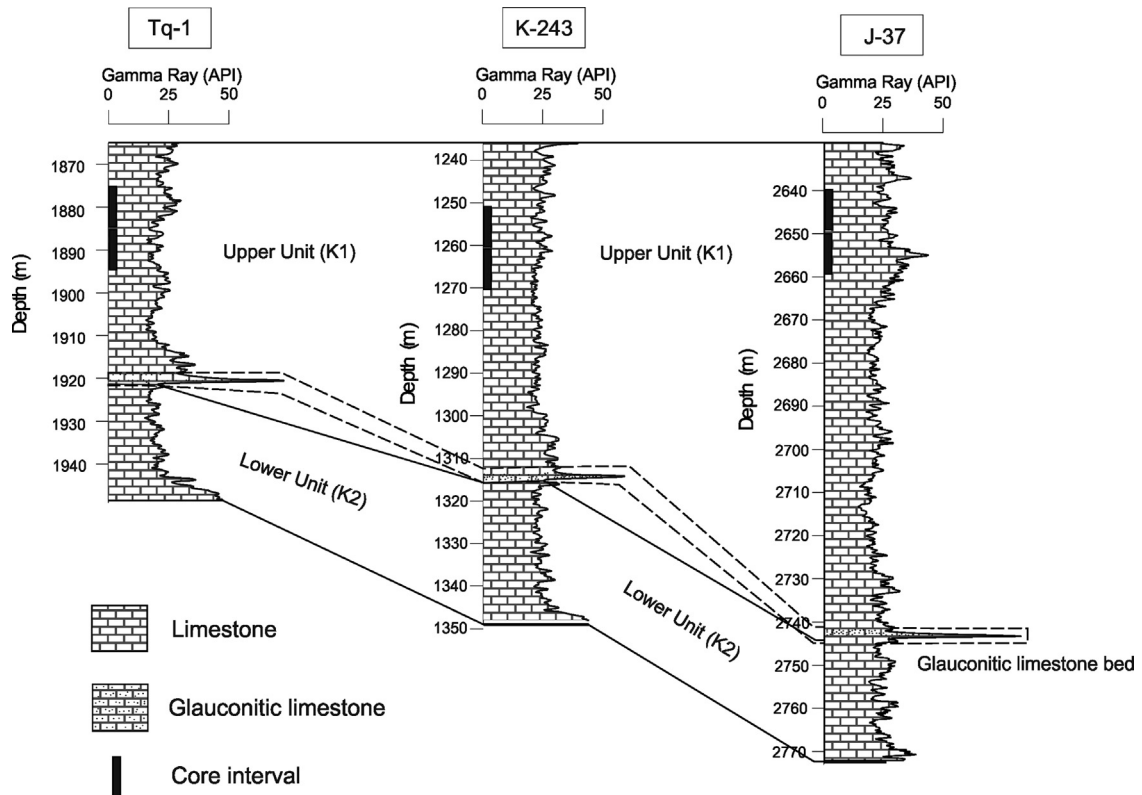 Tq-1
K-243
J-37
Gamma Ray (API)
0 25 50
Gamma Ray (API)
0 25 50
Gamma Ray (API)
0 25 50
Depth (m)
1870
1880
1890
1900
1910
1920
1930
1940
Depth (m)
1240
1250
1260
1270
1280
1290
1300
1310
1320
1330
1340
1350
Depth (m)
2640
2650
2660
2670
2680
2690
2700
2710
2720
2730
2740
2750
2760
2770
Upper Unit (K1)
Upper Unit (K1)
Lower Unit (K2)
Lower Unit (K2)
Glauconitic limestone bed
Limestone
Glauconitic limestone
Core interval